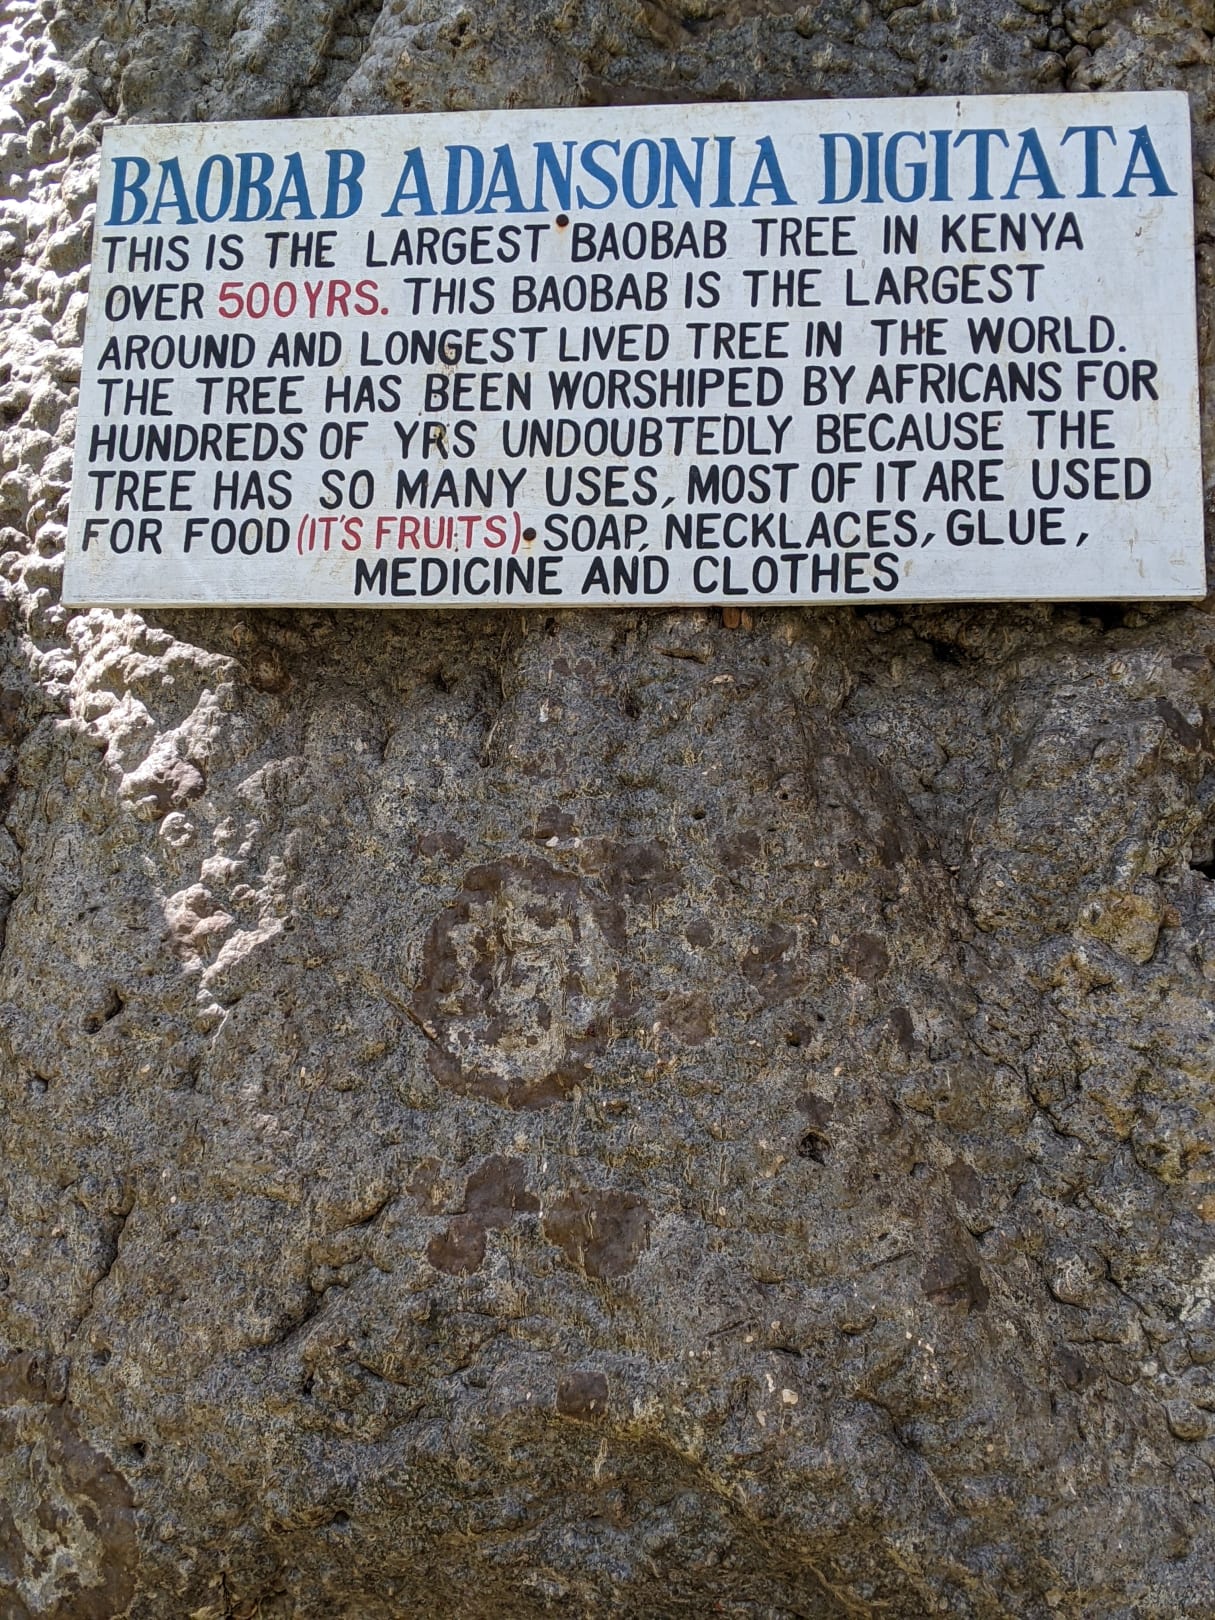 BAOBAB ADANSONIA DIGITATA
THIS IS THE LARGEST BAOBAB TREE IN KENYA
OVER 500YRS. THIS BAOBAB IS THE LARGEST
AROUND AND LONGEST LIVED TREE IN THE WORLD.
THE TREE HAS BEEN WORSHIPED BY AFRICANS FOR
HUNDREDS OF YRS UNDOUBTEDLY BECAUSE THE
TREE HAS SO MANY USES, MOST OF IT ARE USED
FOR FOOD (IT'S FRUITS). SOAP, NECKLACES, GLUE,
MEDICINE AND CLOTHES